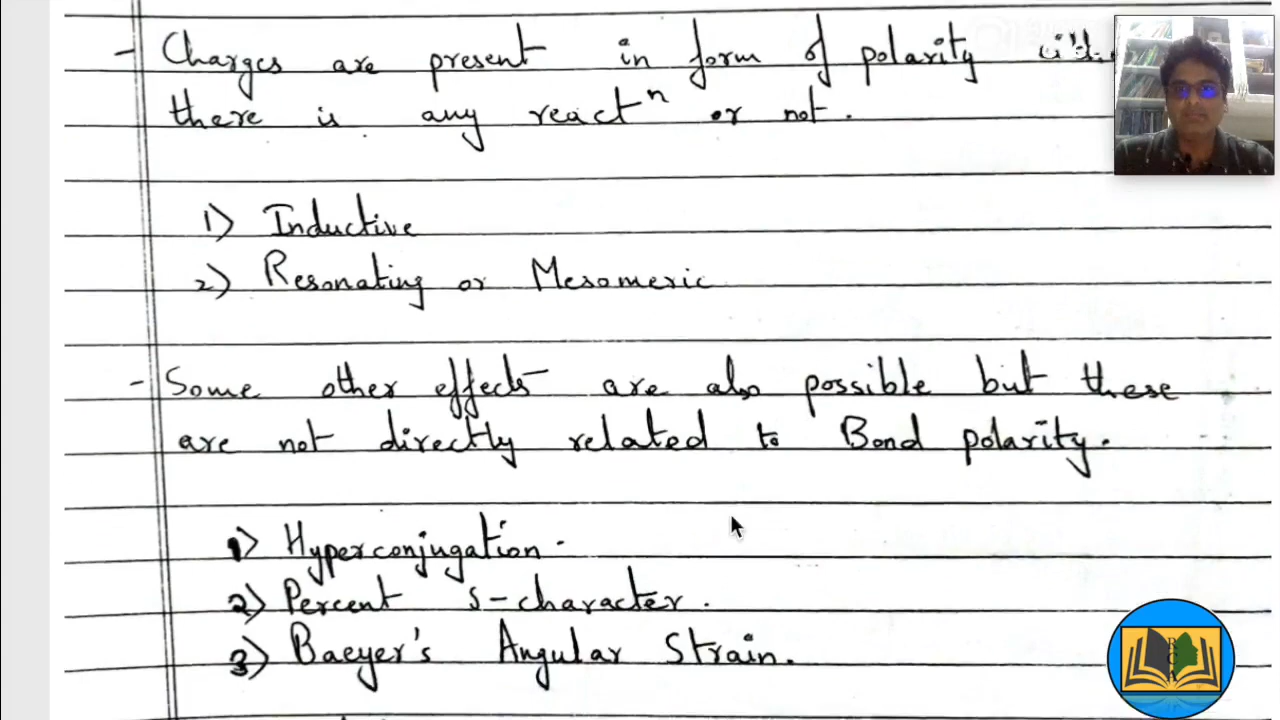 - Charges are present in form of polarity
there is any reactⁿ or not.
1) Inductive
2) Resonating or Mesomeric
- Some other effects are also possible but these
are not directly related to Bond polarity.
1) Hyperconjugation.
2) Percent s-character.
3) Baeyer's Angular Strain.